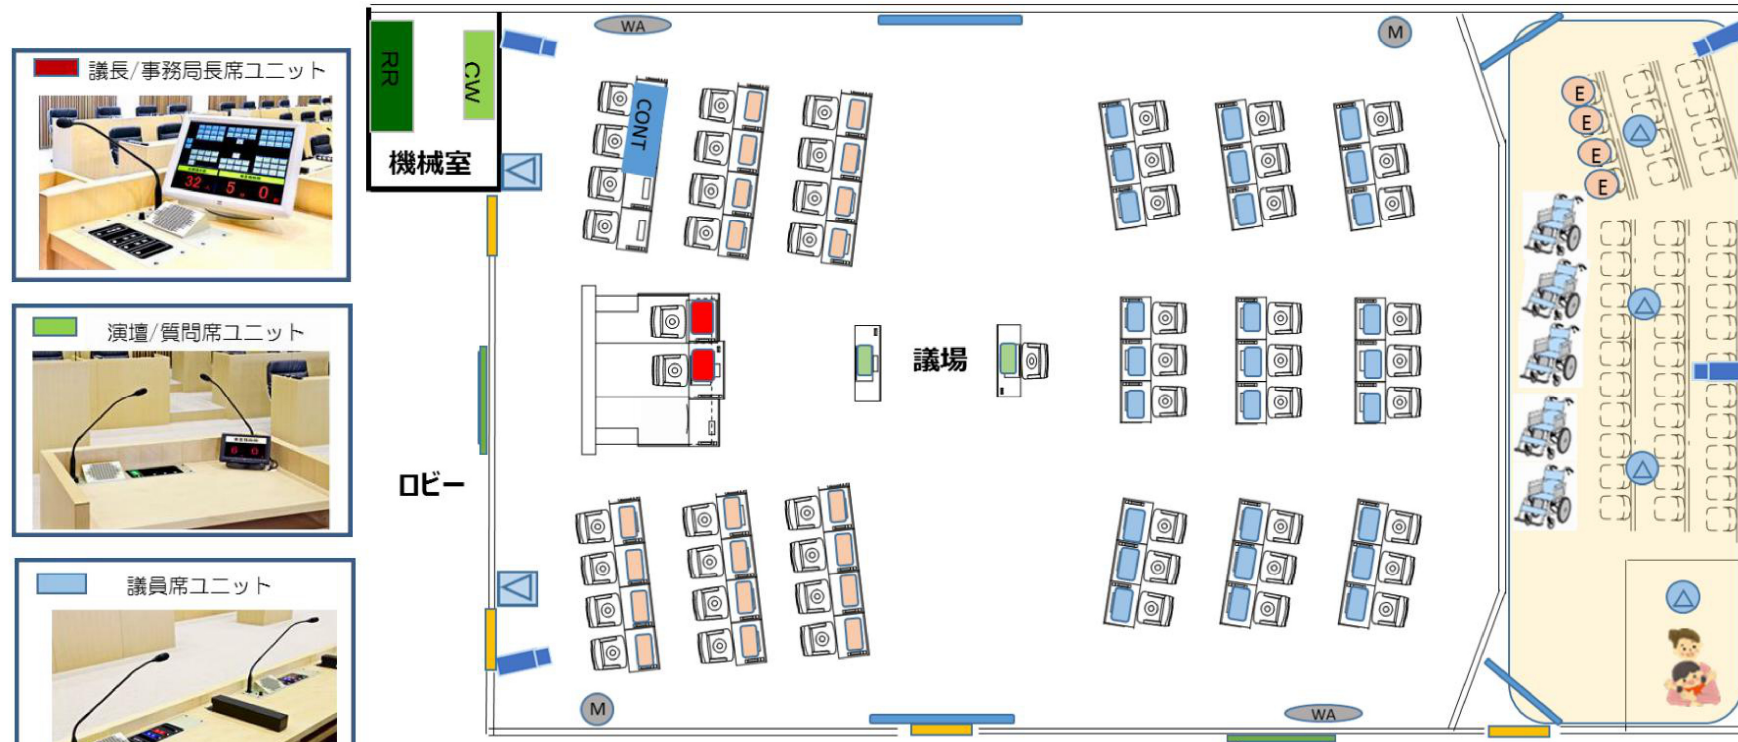 議長/事務局長席ユニット
32 5 0
演壇/質問席ユニット
0 0
議員席ユニット
RR
CW
機械室
WA
M
CONT
E
E
E
E
議場
ロビー
M
WA